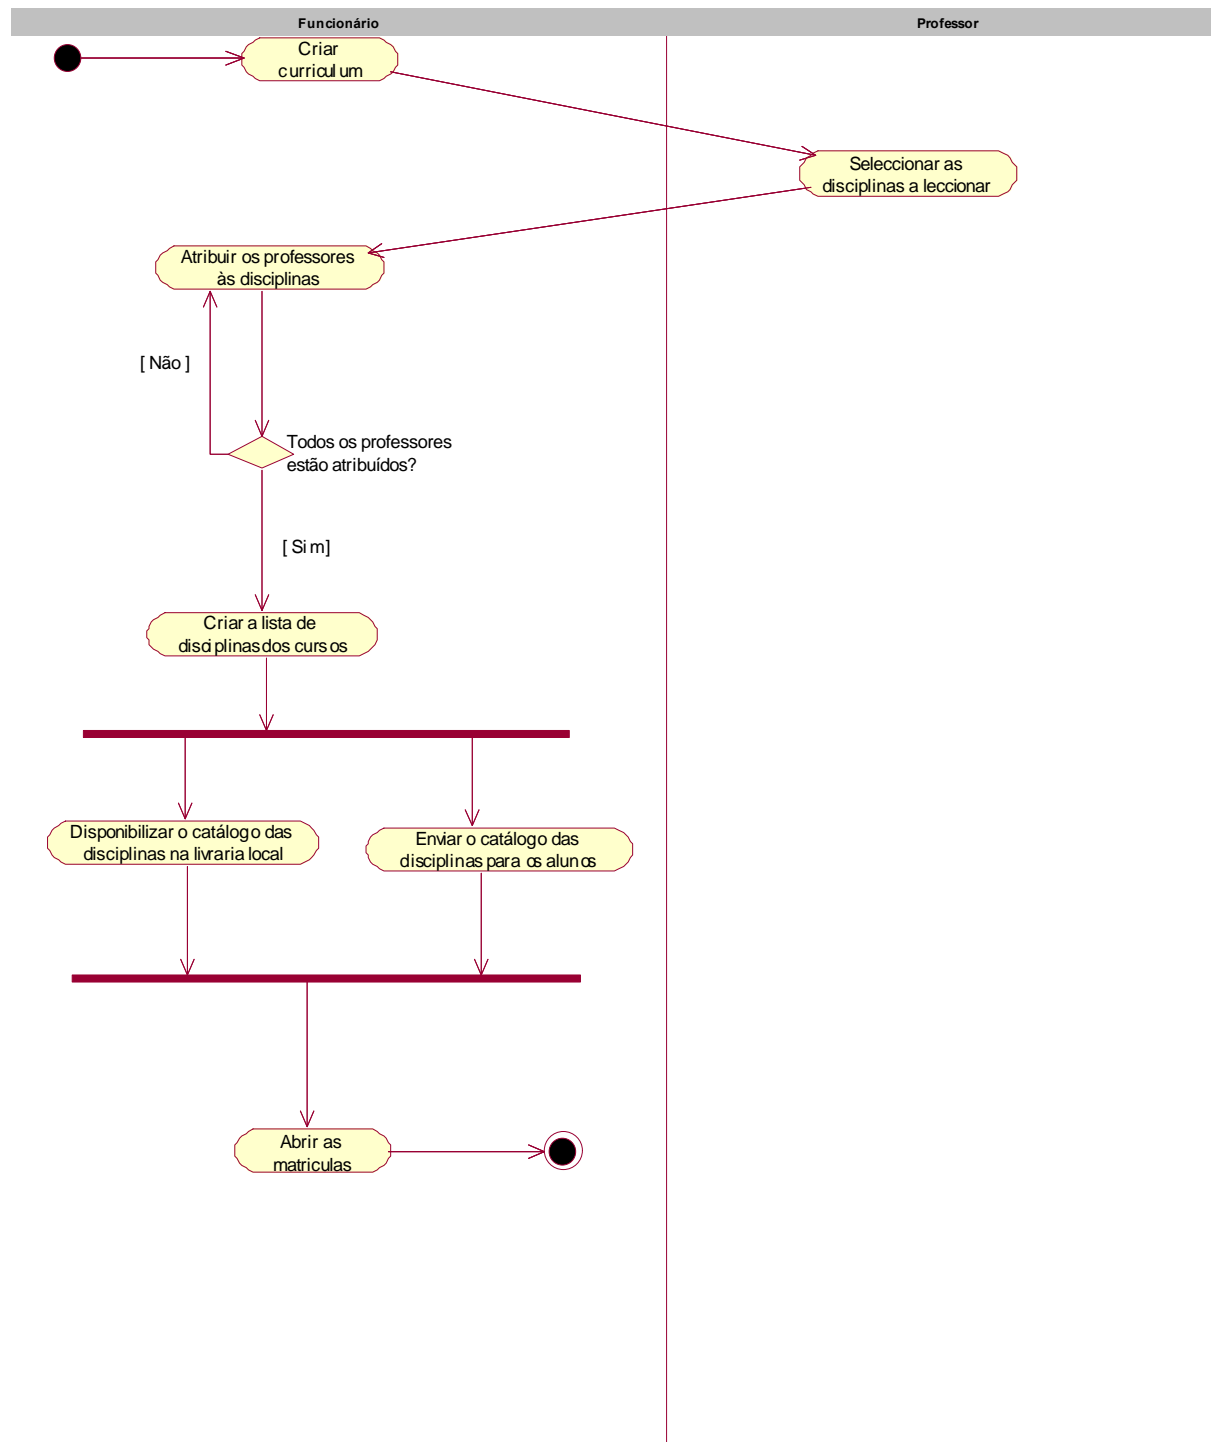 Funcionário
Professor
Criar
curriculum
Seleccionar as
disciplinas a leccionar
Atribuir os professores
às disciplinas
[ Não ]
Todos os professores
estão atribuídos?
[ Sim]
Criar a lista de
disciplinas dos cursos
Disponibilizar o catálogo das
disciplinas na livraria local
Enviar o catálogo das
disciplinas para os alunos
Abrir as
matriculas